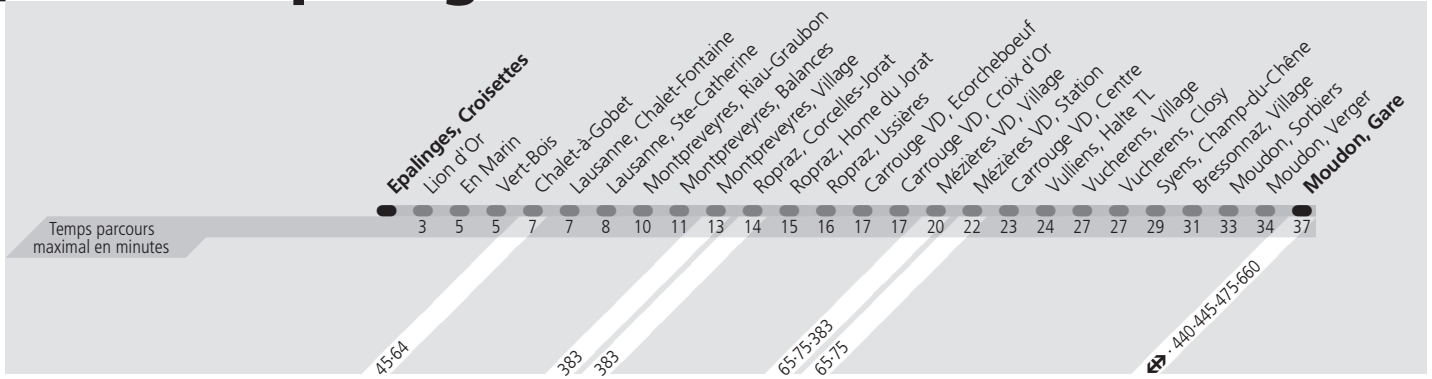 Epalinges, Croisettes
Lion d'Or
En Marin
Vert-Bois
Chalet-à-Gobet
Lausanne, Chalet-Fontaine
Lausanne, Ste-Catherine
Montpreveyres, Riau-Graubon
Montpreveyres, Balances
Montpreveyres, Village
Ropraz, Corcelles-Jorat
Ropraz, Home du Jorat
Ropraz, Ussières
Carrouge VD, Ecorcheboeuf
Carrouge VD, Croix d'Or
Mézières VD, Village
Mézières VD, Station
Carrouge VD, Centre
Vulliens, Halte TL
Vucherens, Village
Vucherens, Closy
Syens, Champ-du-Chêne
Bressonnaz, Village
Moudon, Sorbiers
Moudon, Verger
Moudon, Gare
Temps parcours
maximal en minutes
3 5 5 7 7 8 10 11 13 14 15 16 17 17 20 22 23 24 27 27 29 31 33 34 37
45·64
383
383
65·75·383
65·75
· 440·445·475·660